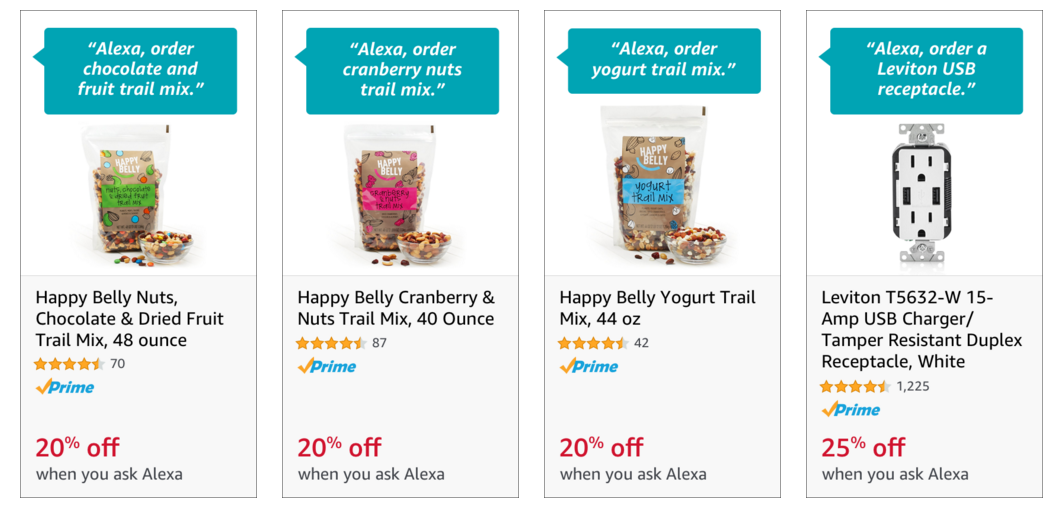 “Alexa, order
chocolate and
fruit trail mix.”
HAPPY
BELLY
nuts, chocolate
& dried fruit
trail mix
Happy Belly Nuts,
Chocolate & Dried Fruit
Trail Mix, 48 ounce
70
Prime
20% off
when you ask Alexa
“Alexa, order
cranberry nuts
trail mix.”
HAPPY
BELLY
cranberry
& nuts
trail mix
Happy Belly Cranberry &
Nuts Trail Mix, 40 Ounce
87
Prime
20% off
when you ask Alexa
“Alexa, order
yogurt trail mix.”
HAPPY
BELLY
yogurt
trail mix
Happy Belly Yogurt Trail
Mix, 44 oz
42
Prime
20% off
when you ask Alexa
“Alexa, order a
Leviton USB
receptacle.”
Leviton T5632-W 15-
Amp USB Charger/
Tamper Resistant Duplex
Receptacle, White
1,225
Prime
25% off
when you ask Alexa